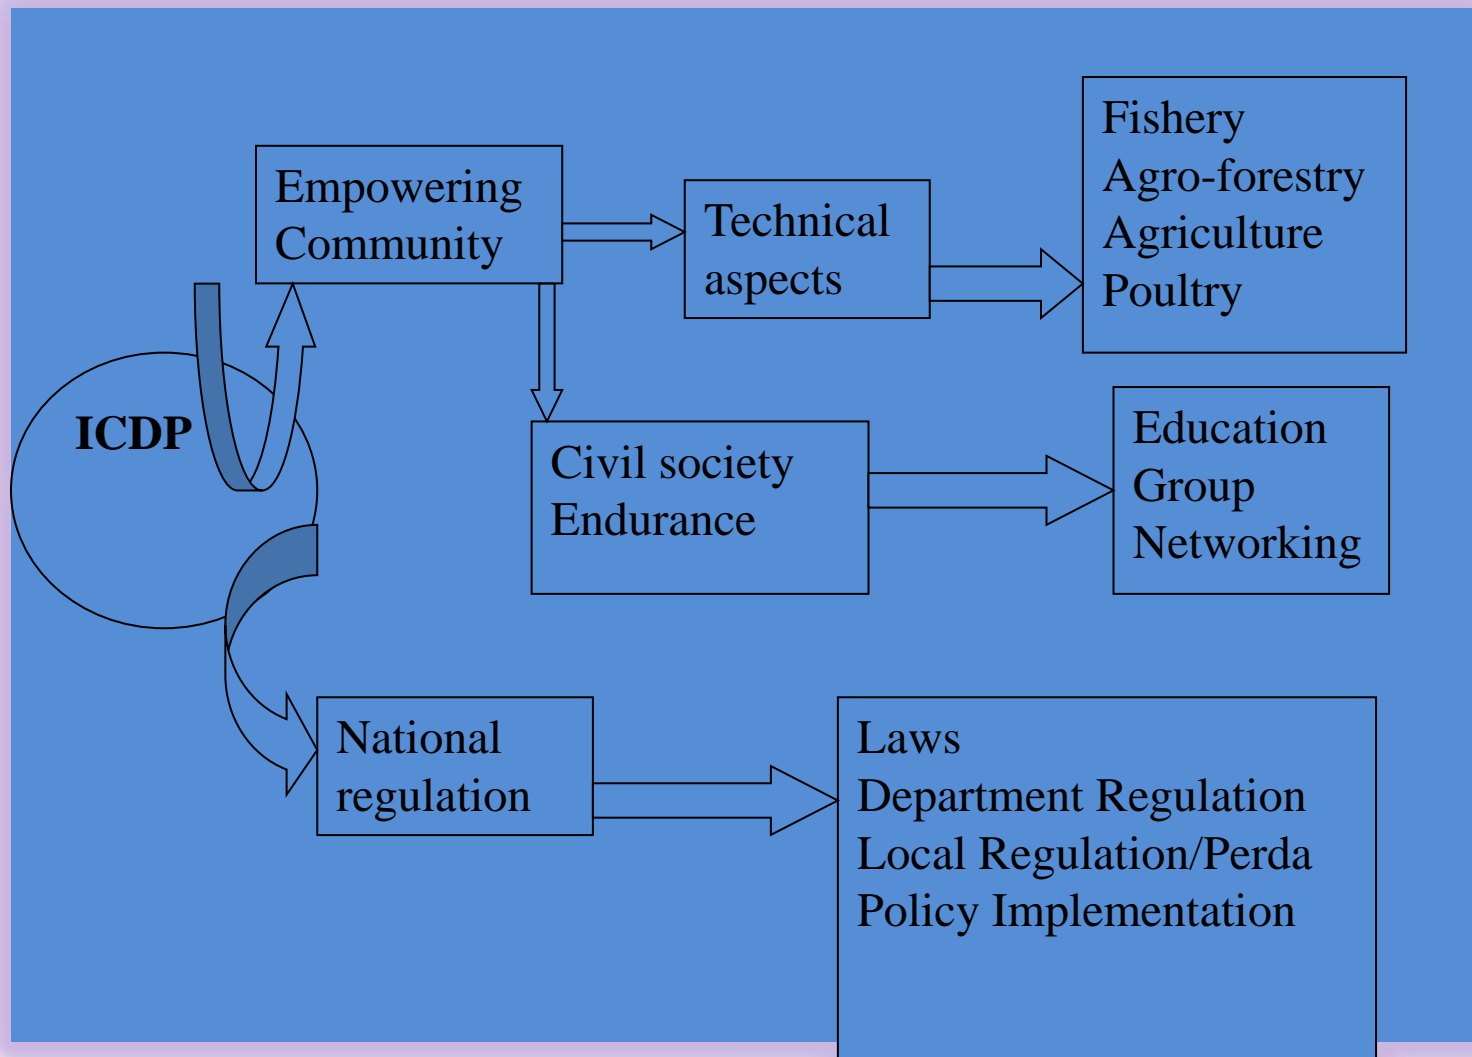 Fishery
Agro-forestry
Agriculture
Poultry
Empowering
Community
Technical
aspects
ICDP
Education
Group
Networking
Civil society
Endurance
National
regulation
Laws
Department Regulation
Local Regulation/Perda
Policy Implementation